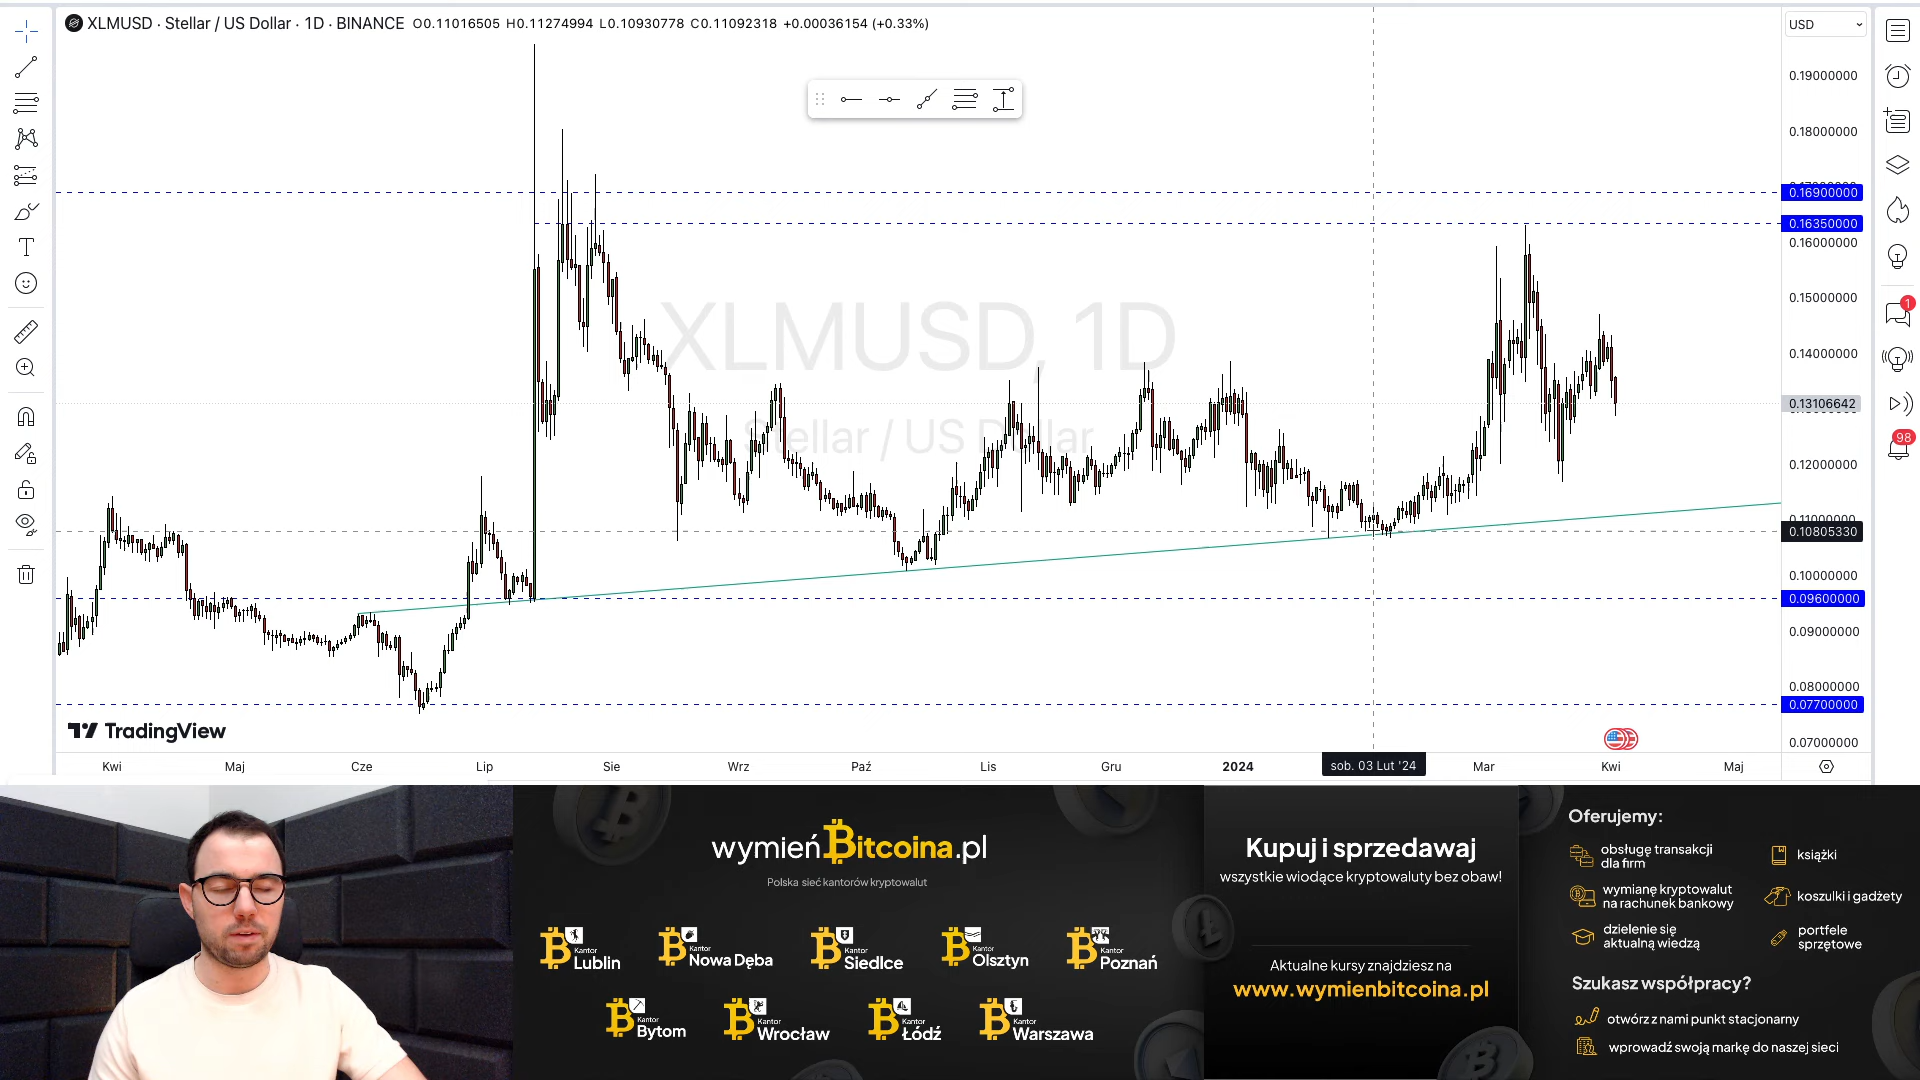 XLMUSD · Stellar / US Dollar · 1D · BINANCE O0.11016505 H0.11274994 L0.10930778 C0.11092318 +0.00036154 (+0.33%)
USD
0.19000000
0.18000000
0.16900000
0.16350000
0.16000000
0.15000000
0.14000000
0.13106642
0.12000000
0.11000000
0.10805330
0.10000000
0.09600000
0.09000000
0.08000000
0.07700000
0.07000000
1
98
XLMUSD, 1D
Stellar / US Dollar
TradingView
Kwi Maj Cze Lip Sie Wrz Paź Lis Gru 2024 sob. 03 Lut '24 Mar Kwi Maj
wymieńBitcoina.pl
Polska sieć kantorów kryptowalut
Kantor Lublin
Kantor Nowa Dęba
Kantor Siedlce
Kantor Olsztyn
Kantor Poznań
Kantor Bytom
Kantor Wrocław
Kantor Łódź
Kantor Warszawa
Kupuj i sprzedawaj
wszystkie wiodące kryptowaluty bez obaw!
Aktualne kursy znajdziesz na
www.wymienbitcoina.pl
Oferujemy:
obsługę transakcji
dla firm
książki
wymianę kryptowalut
na rachunek bankowy
koszulki i gadżety
dzielenie się
aktualną wiedzą
portfele
sprzętowe
Szukasz współpracy?
otwórz z nami punkt stacjonarny
wprowadź swoją markę do naszej sieci